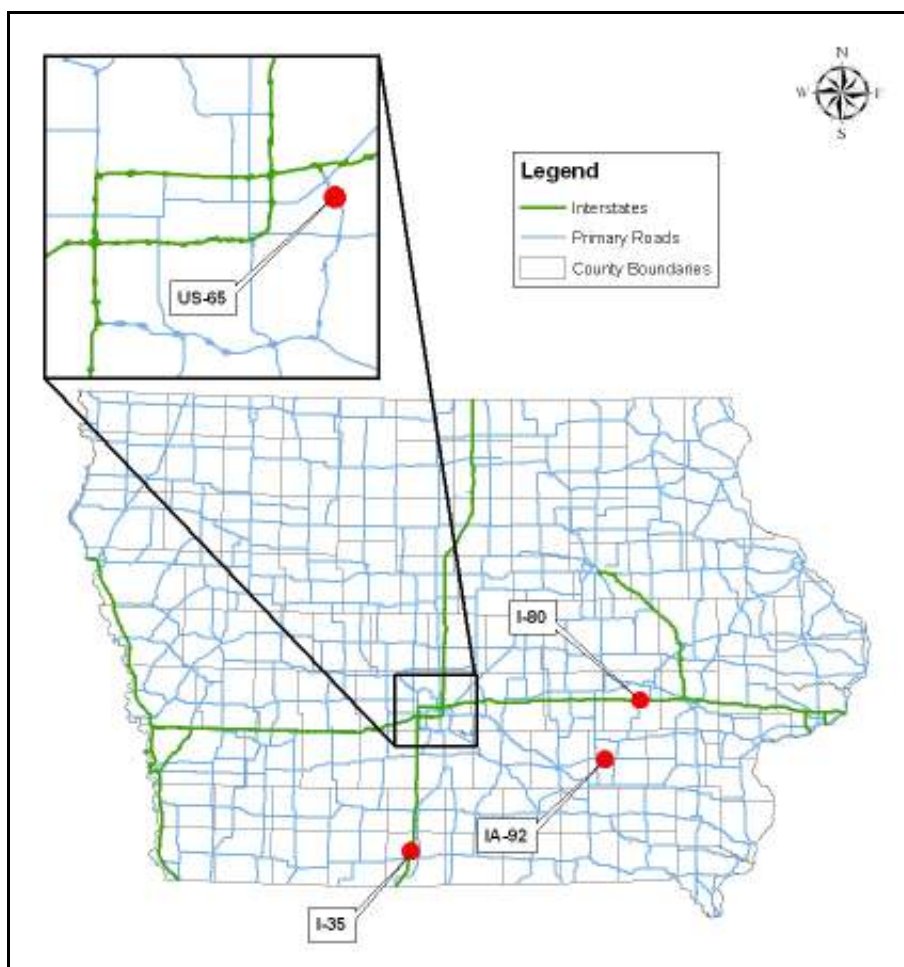 N
W E
S
Legend
Interstates
Primary Roads
County Boundaries
US-65
I-80
IA-92
I-35